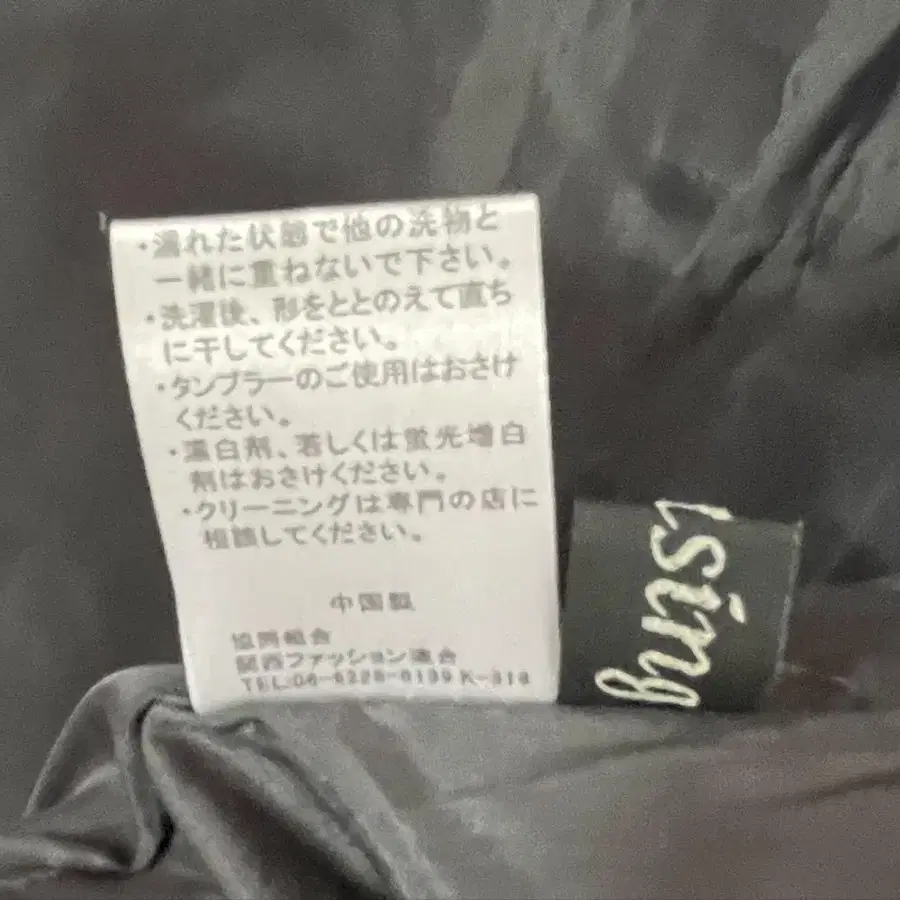 ・濡れた状態で他の洗物と
一緒に重ねないで下さい。
・洗濯後、形をととのえて直ち
に干してください。
・タンブラーのご使用はおさけ
ください。
・漂白剤、若しくは蛍光増白
剤はおさけください。
・クリーニングは専門の店に
相談してください。
中国製
協同組合
関西ファッション連合
TEL:06-6228-
K-318
sing